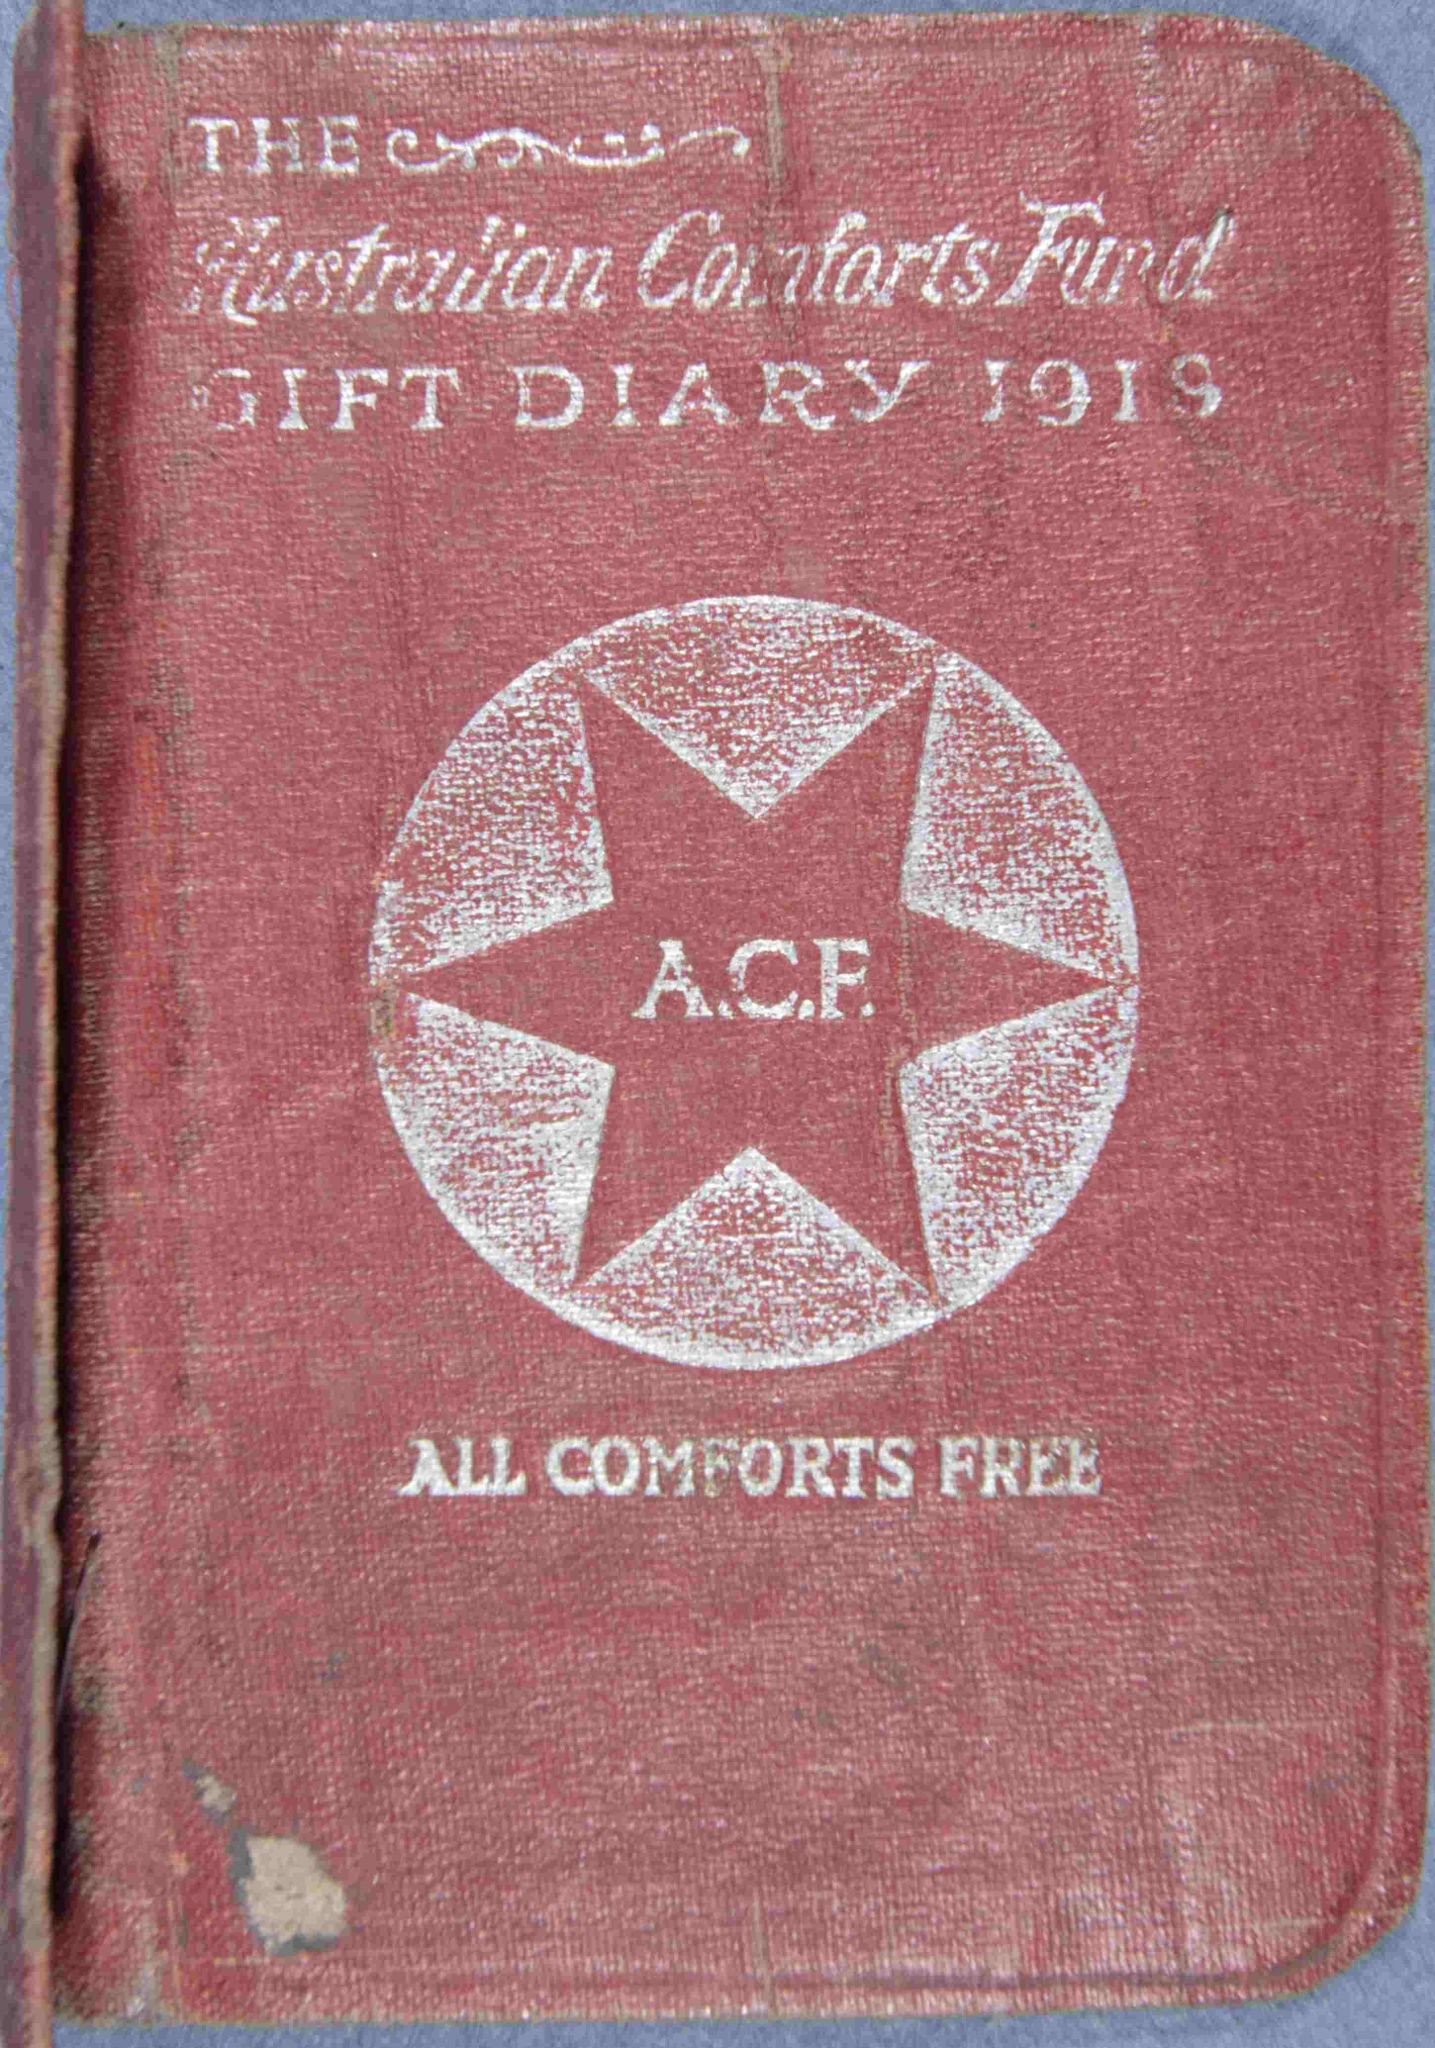 THE
Australian Comforts Fund
GIFT DIARY 1918
A.C.F.
ALL COMFORTS FREE